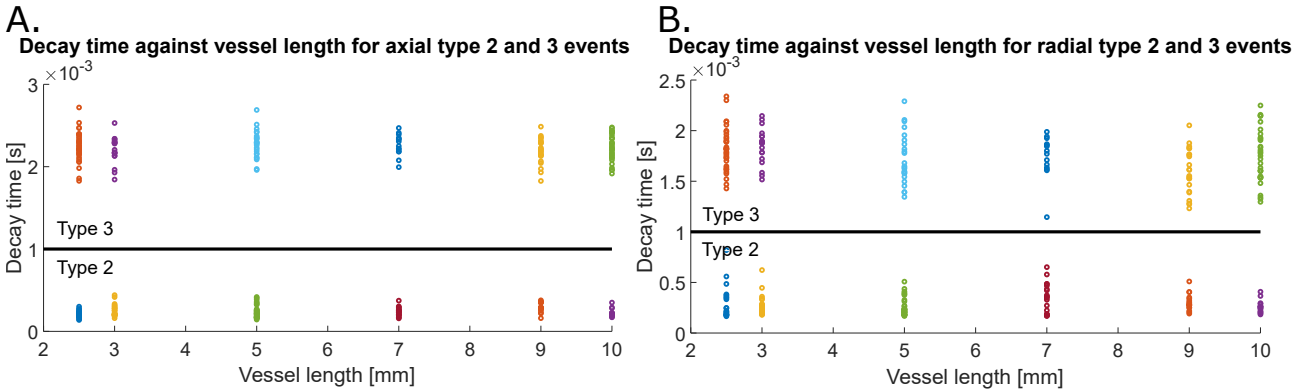 A.
Decay time against vessel length for axial type 2 and 3 events
×10⁻³
3
2
1
0
Decay time [s]
Type 3
Type 2
2 3 4 5 6 7 8 9 10
Vessel length [mm]
B.
Decay time against vessel length for radial type 2 and 3 events
×10⁻³
2.5
2
1.5
1
0.5
0
Decay time [s]
Type 3
Type 2
2 3 4 5 6 7 8 9 10
Vessel length [mm]